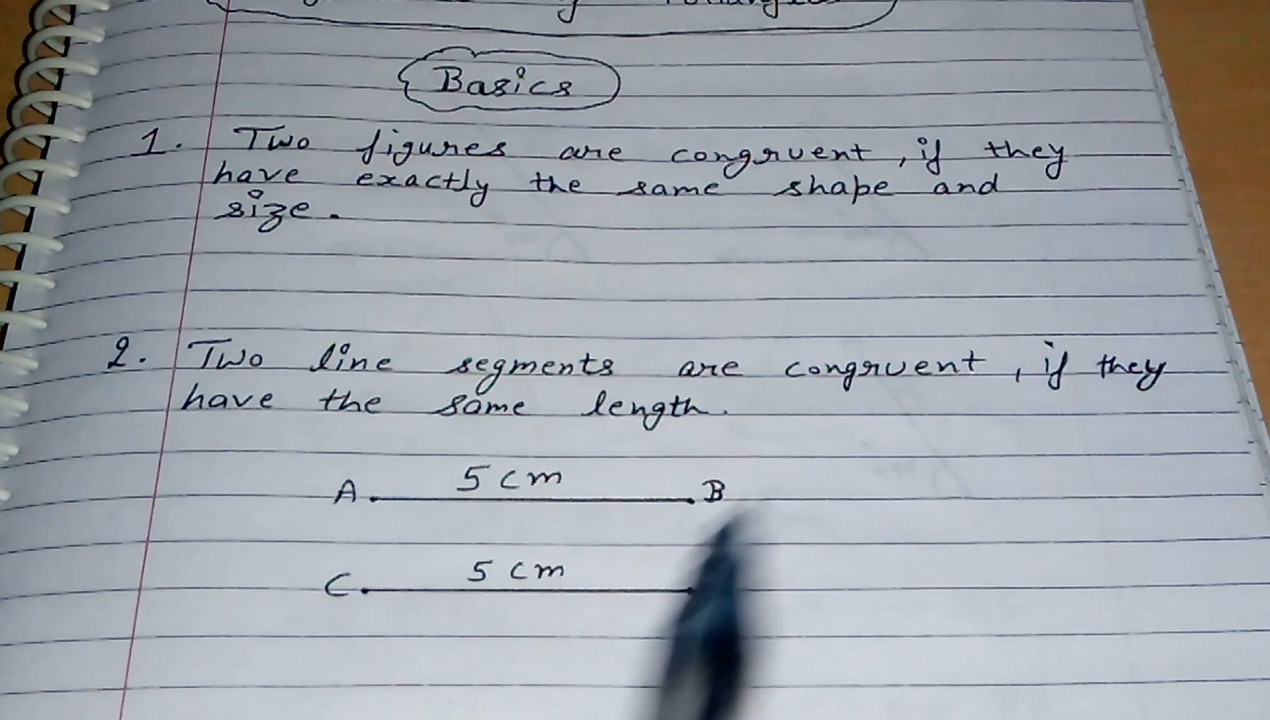 Basics
1. Two figures are congruent, if they
have exactly the same shape and
size.
2. Two line segments are congruent, if they
have the same length.
A 5 cm B
C 5 cm